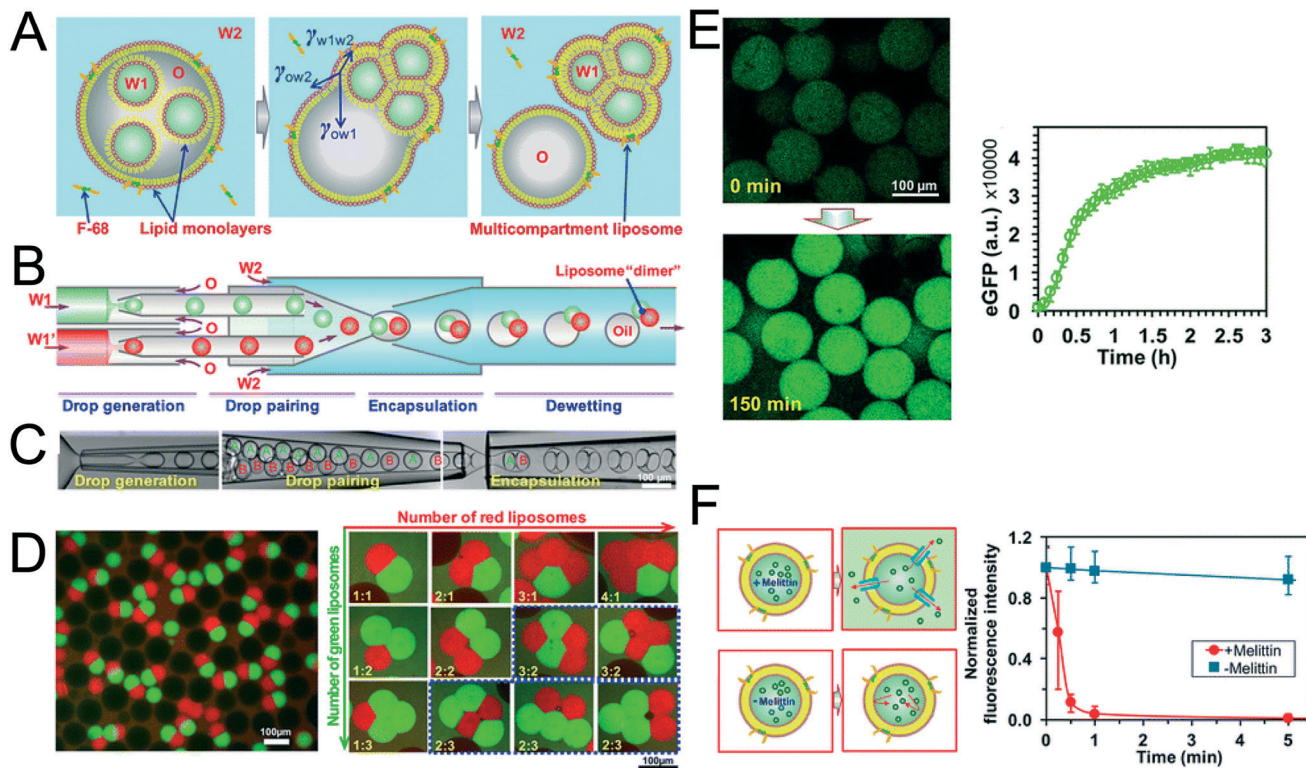 A
W2
O
W1
γw1w2
γow2
γow1
W2
W1
O
F-68
Lipid monolayers
Multicompartment liposome
B
W1
O
W2
Liposome“dimer”
O
Oil
W1'
O
W2
Drop generation
Drop pairing
Encapsulation
Dewetting
C
A A A A A A A A B
B B B B B B B
A B
Drop generation
Drop pairing
Encapsulation
100 µm
D
100µm
Number of red liposomes
Number of green liposomes
1:1
2:1
3:1
4:1
1:2
2:2
3:2
3:2
1:3
2:3
2:3
2:3
100µm
E
0 min
100 µm
150 min
eGFP (a.u.) ×10000
4
3
2
1
0
0
0.5
1
1.5
2
2.5
3
Time (h)
F
+Melittin
-Melittin
Normalized
fluorescence intensity
1.2
0.8
0.4
0.0
0
1
2
3
4
5
Time (min)
+Melittin
-Melittin